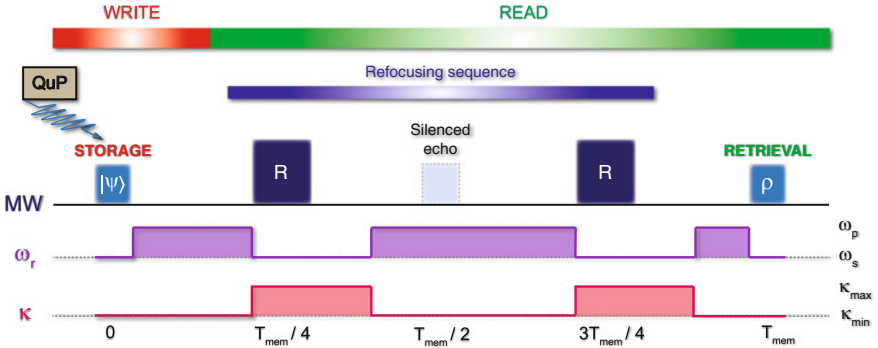 WRITE READ
Refocusing sequence
QuP
Silenced
echo
STORAGE RETRIEVAL
|ψ⟩ R R ρ
MW
ω_p
ω_r ω_s
κ_max
κ κ_min
0 T_mem / 4 T_mem / 2 3T_mem / 4 T_mem